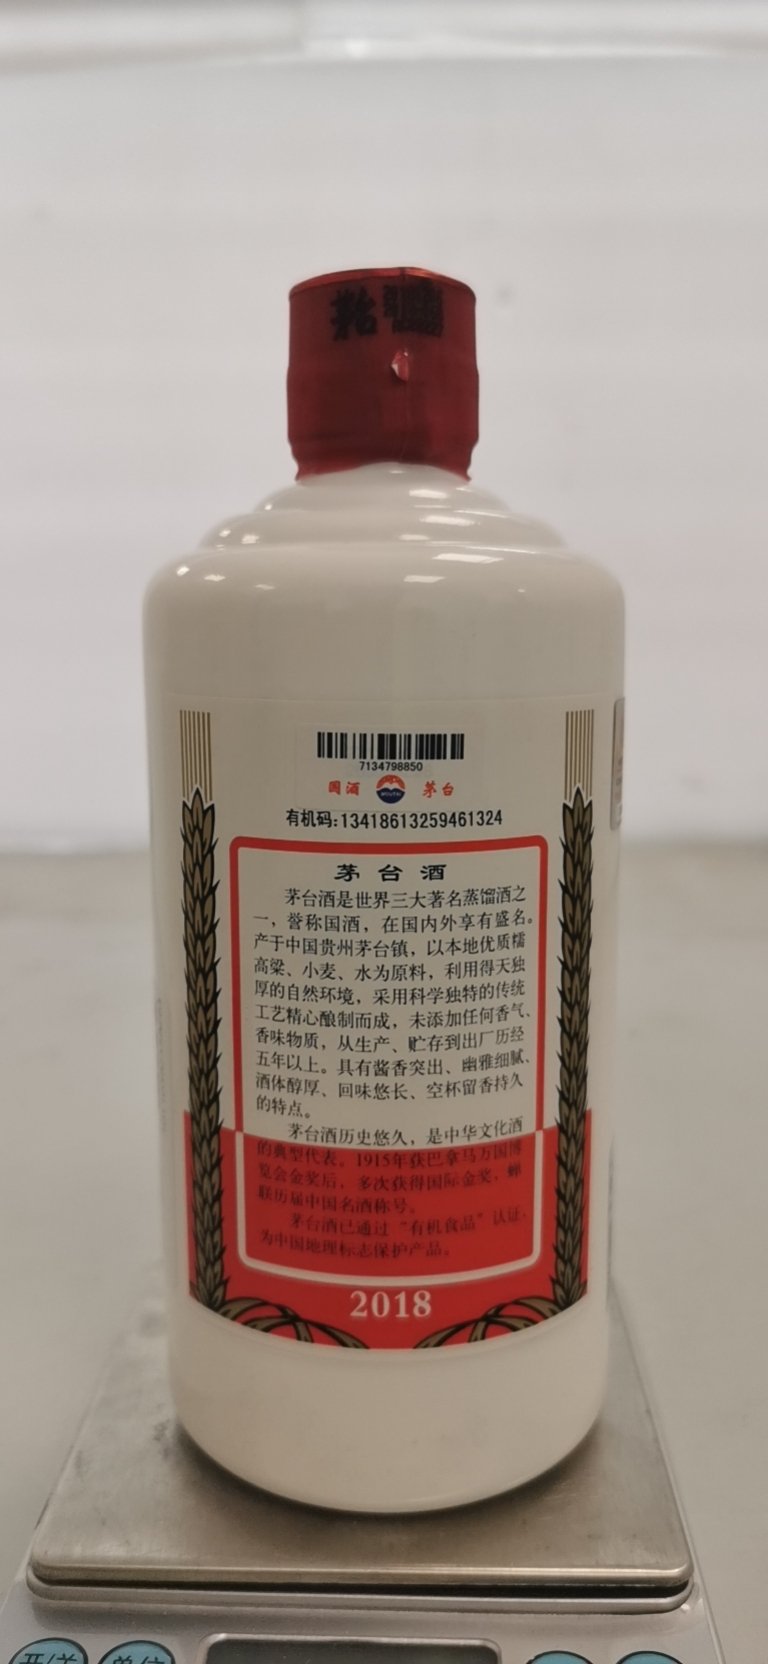 茅台
7134798850
国酒 MOUTAI 茅台
有机码:13418613259461324
茅台酒
茅台酒是世界三大著名蒸馏酒之
一，誉称国酒，在国内外享有盛名。
产于中国贵州茅台镇，以本地优质糯
高粱、小麦、水为原料，利用得天独
厚的自然环境，采用科学独特的传统
工艺精心酿制而成，未添加任何香气、
香味物质，从生产、贮存到出厂历经
五年以上。具有酱香突出、幽雅细腻、
酒体醇厚、回味悠长、空杯留香持久
的特点。
茅台酒历史悠久，是中华文化酒
的典型代表。1915年获巴拿马万国博
览会金奖后，多次获得国际金奖，蝉
联历届中国名酒称号。
茅台酒已通过“有机食品”认证，
为中国地理标志保护产品。
2018
开/关 单位